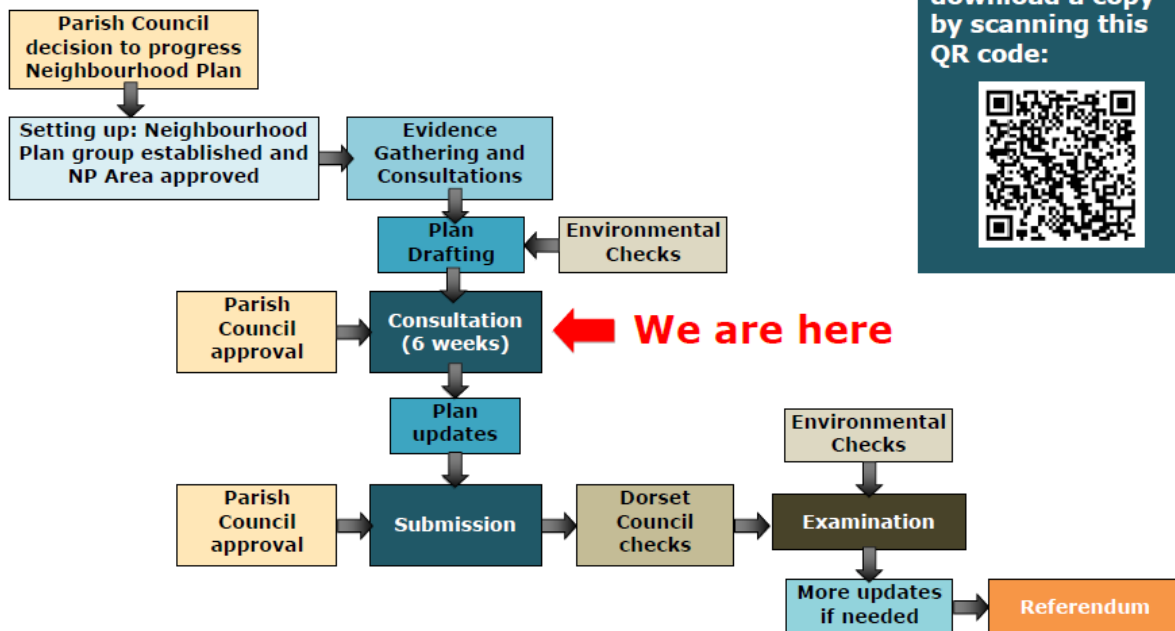 download a copy
by scanning this
QR code:
Parish Council
decision to progress
Neighbourhood Plan
Setting up: Neighbourhood
Plan group established and
NP Area approved
Evidence
Gathering and
Consultations
Plan
Drafting
Environmental
Checks
Parish
Council
approval
Consultation
(6 weeks)
We are here
Plan
updates
Environmental
Checks
Parish
Council
approval
Submission
Dorset
Council
checks
Examination
More updates
if needed
Referendum